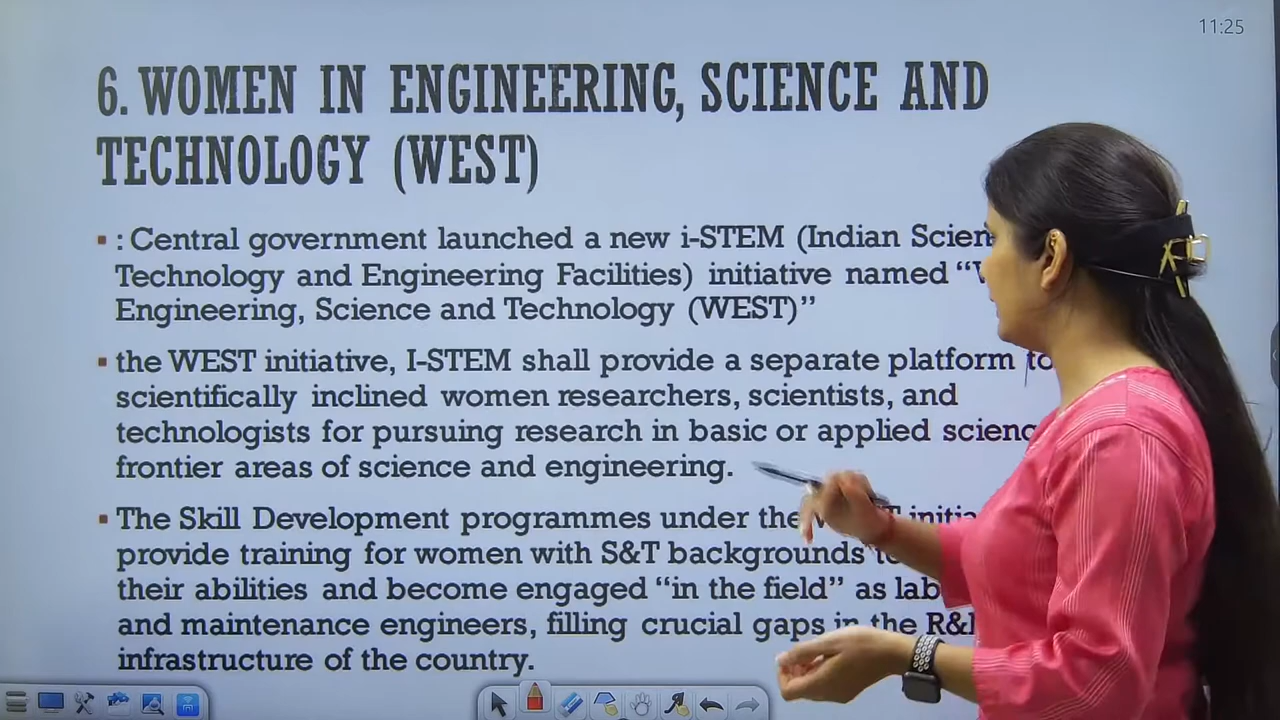 11:25
6. WOMEN IN ENGINEERING, SCIENCE AND
TECHNOLOGY (WEST)
: Central government launched a new i-STEM (Indian
Technology and Engineering Facilities) initiative named
Engineering, Science and Technology (WEST)”
the WEST initiative, I-STEM shall provide a separate platform to
scientifically inclined women researchers, scientists, and
technologists for pursuing research in basic or applied
frontier areas of science and engineering.
The Skill Development programmes under the
provide training for women with S&T backgrounds
their abilities and become engaged “in the field” as
and maintenance engineers, filling crucial gaps in the
infrastructure of the country.